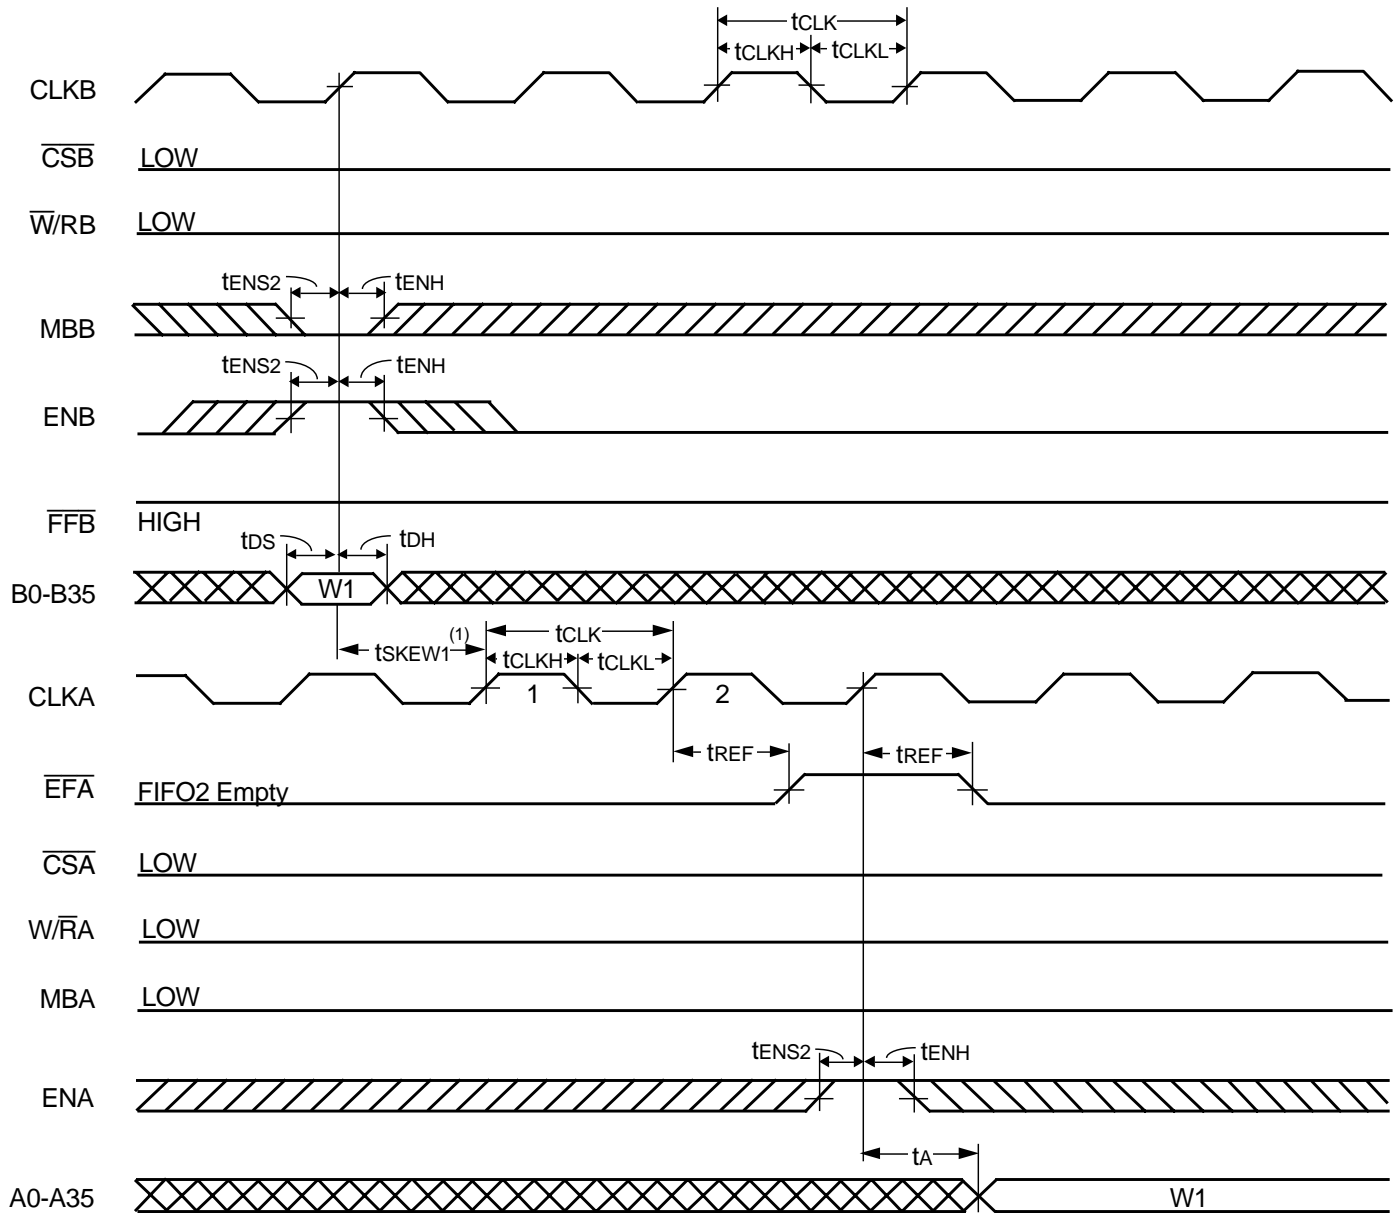 tCLK
tCLKH tCLKL
CLKB
CSB LOW
W/RB LOW
tENS2 tENH
MBB
tENS2 tENH
ENB
FFB HIGH
tDS tDH
B0-B35 W1
tSKEW1(1) tCLK
tCLKH tCLKL
CLKA 1 2
tREF tREF
EFA FIFO2 Empty
CSA LOW
W/RA LOW
MBA LOW
tENS2 tENH
ENA
tA
A0-A35 W1